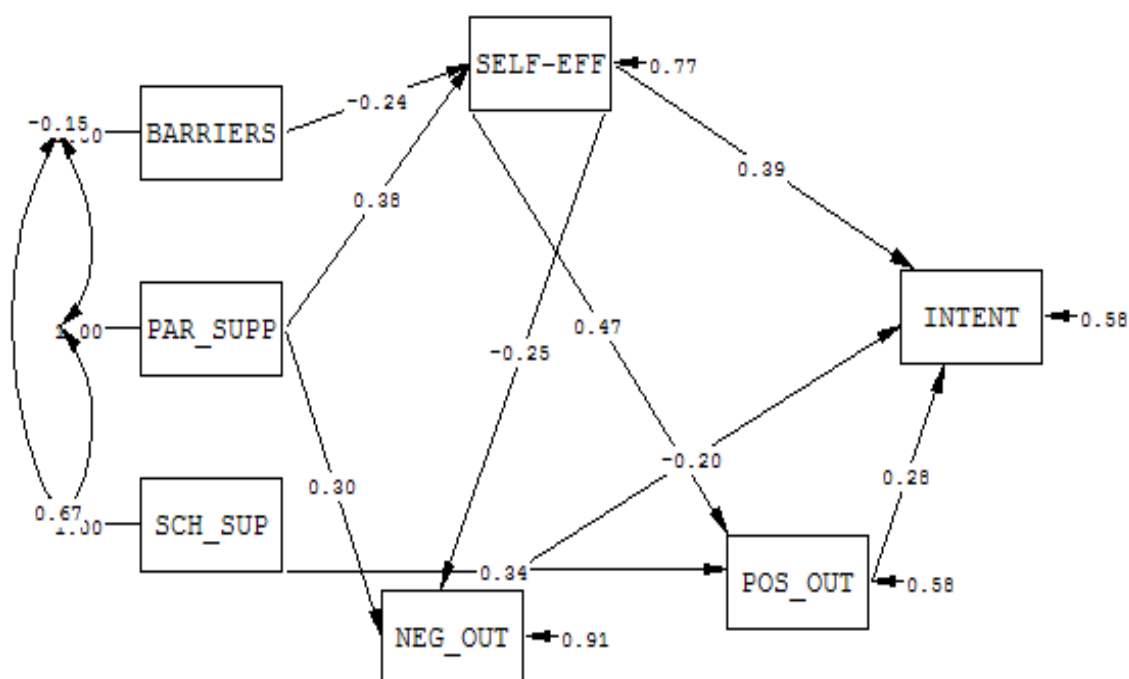 SELF-EFF
0.77
-0.24
-0.15
BARRIERS
0.39
0.38
INTENT
0.58
1.00
PAR_SUPP
0.47
-0.25
-0.20
0.30
0.28
0.67
SCH_SUP
0.34
POS_OUT
0.58
NEG_OUT
0.91